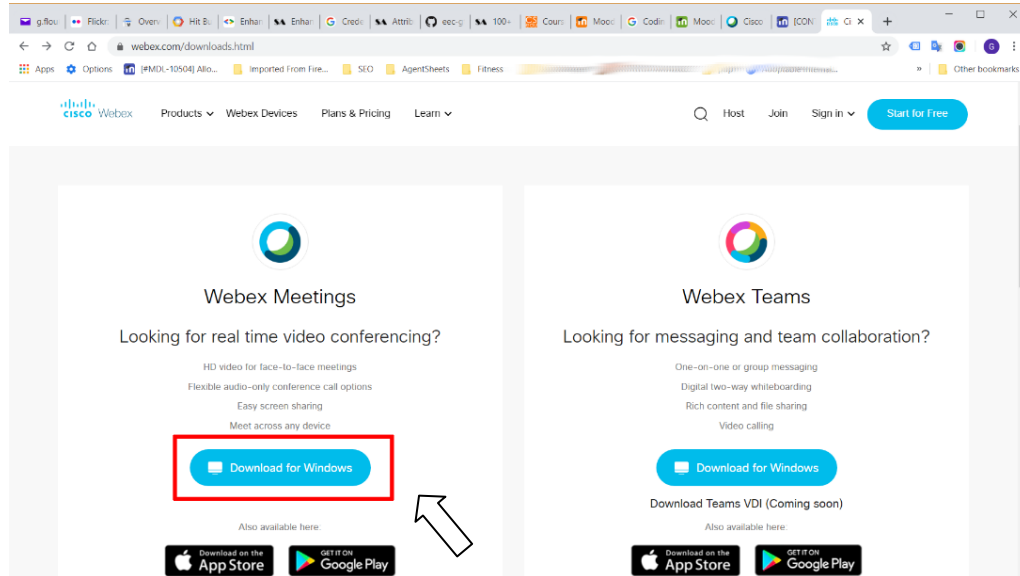 g.flou
Flickr:
Overv
Hit Bu
Enhar
Enhar
Crede
Attrib
eec-g
100+
Cours
Mooc
Codin
Mooc
Cisco
[CON
Ci
webex.com/downloads.html
G
Apps
Options
[#MDL-10504] Allo...
Imported From Fire...
SEO
AgentSheets
Fitness
»
Other bookmarks
cisco Webex
Products
Webex Devices
Plans & Pricing
Learn
Host
Join
Sign in
Start for Free
Webex Meetings
Looking for real time video conferencing?
HD video for face-to-face meetings
Flexible audio-only conference call options
Easy screen sharing
Meet across any device
Download for Windows
Also available here:
Download on the
App Store
GET IT ON
Google Play
Webex Teams
Looking for messaging and team collaboration?
One-on-one or group messaging
Digital two-way whiteboarding
Rich content and file sharing
Video calling
Download for Windows
Download Teams VDI (Coming soon)
Also available here:
Download on the
App Store
GET IT ON
Google Play